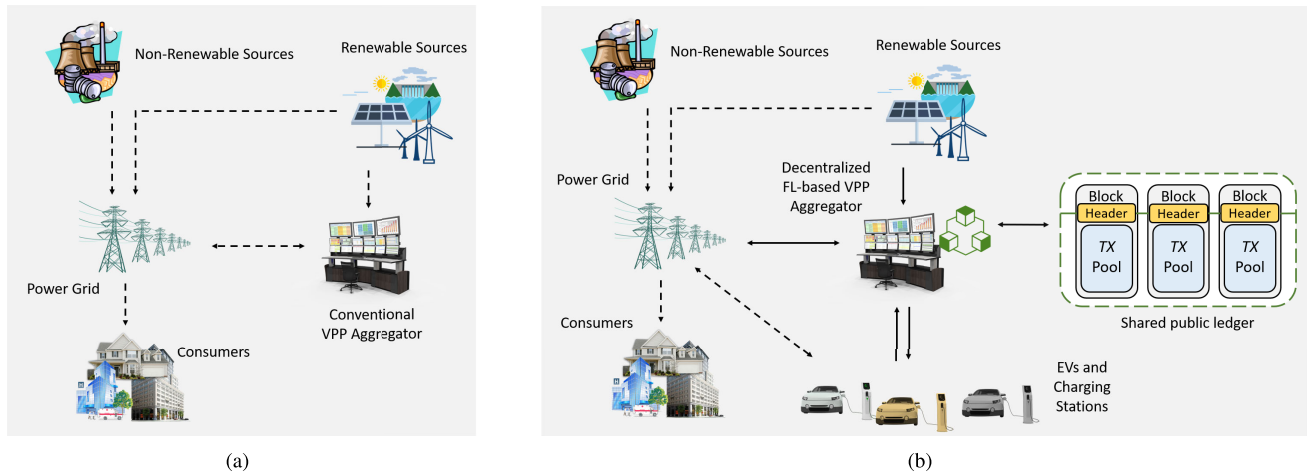 Non-Renewable Sources
Renewable Sources
Power Grid
Conventional
VPP Aggregator
Consumers
(a)
Non-Renewable Sources
Renewable Sources
Power Grid
Decentralized
FL-based VPP
Aggregator
Block
Header
TX
Pool
Block
Header
TX
Pool
Block
Header
TX
Pool
Shared public ledger
Consumers
EVs and
Charging
Stations
(b)